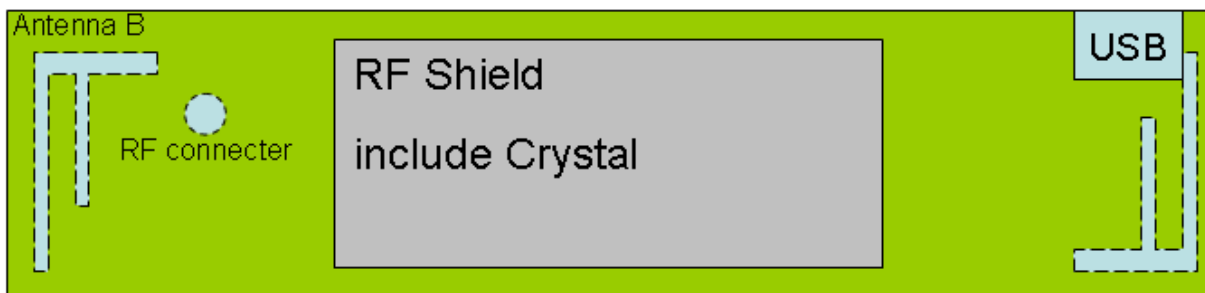 Antenna B
USB
RF Shield
RF connecter
include Crystal